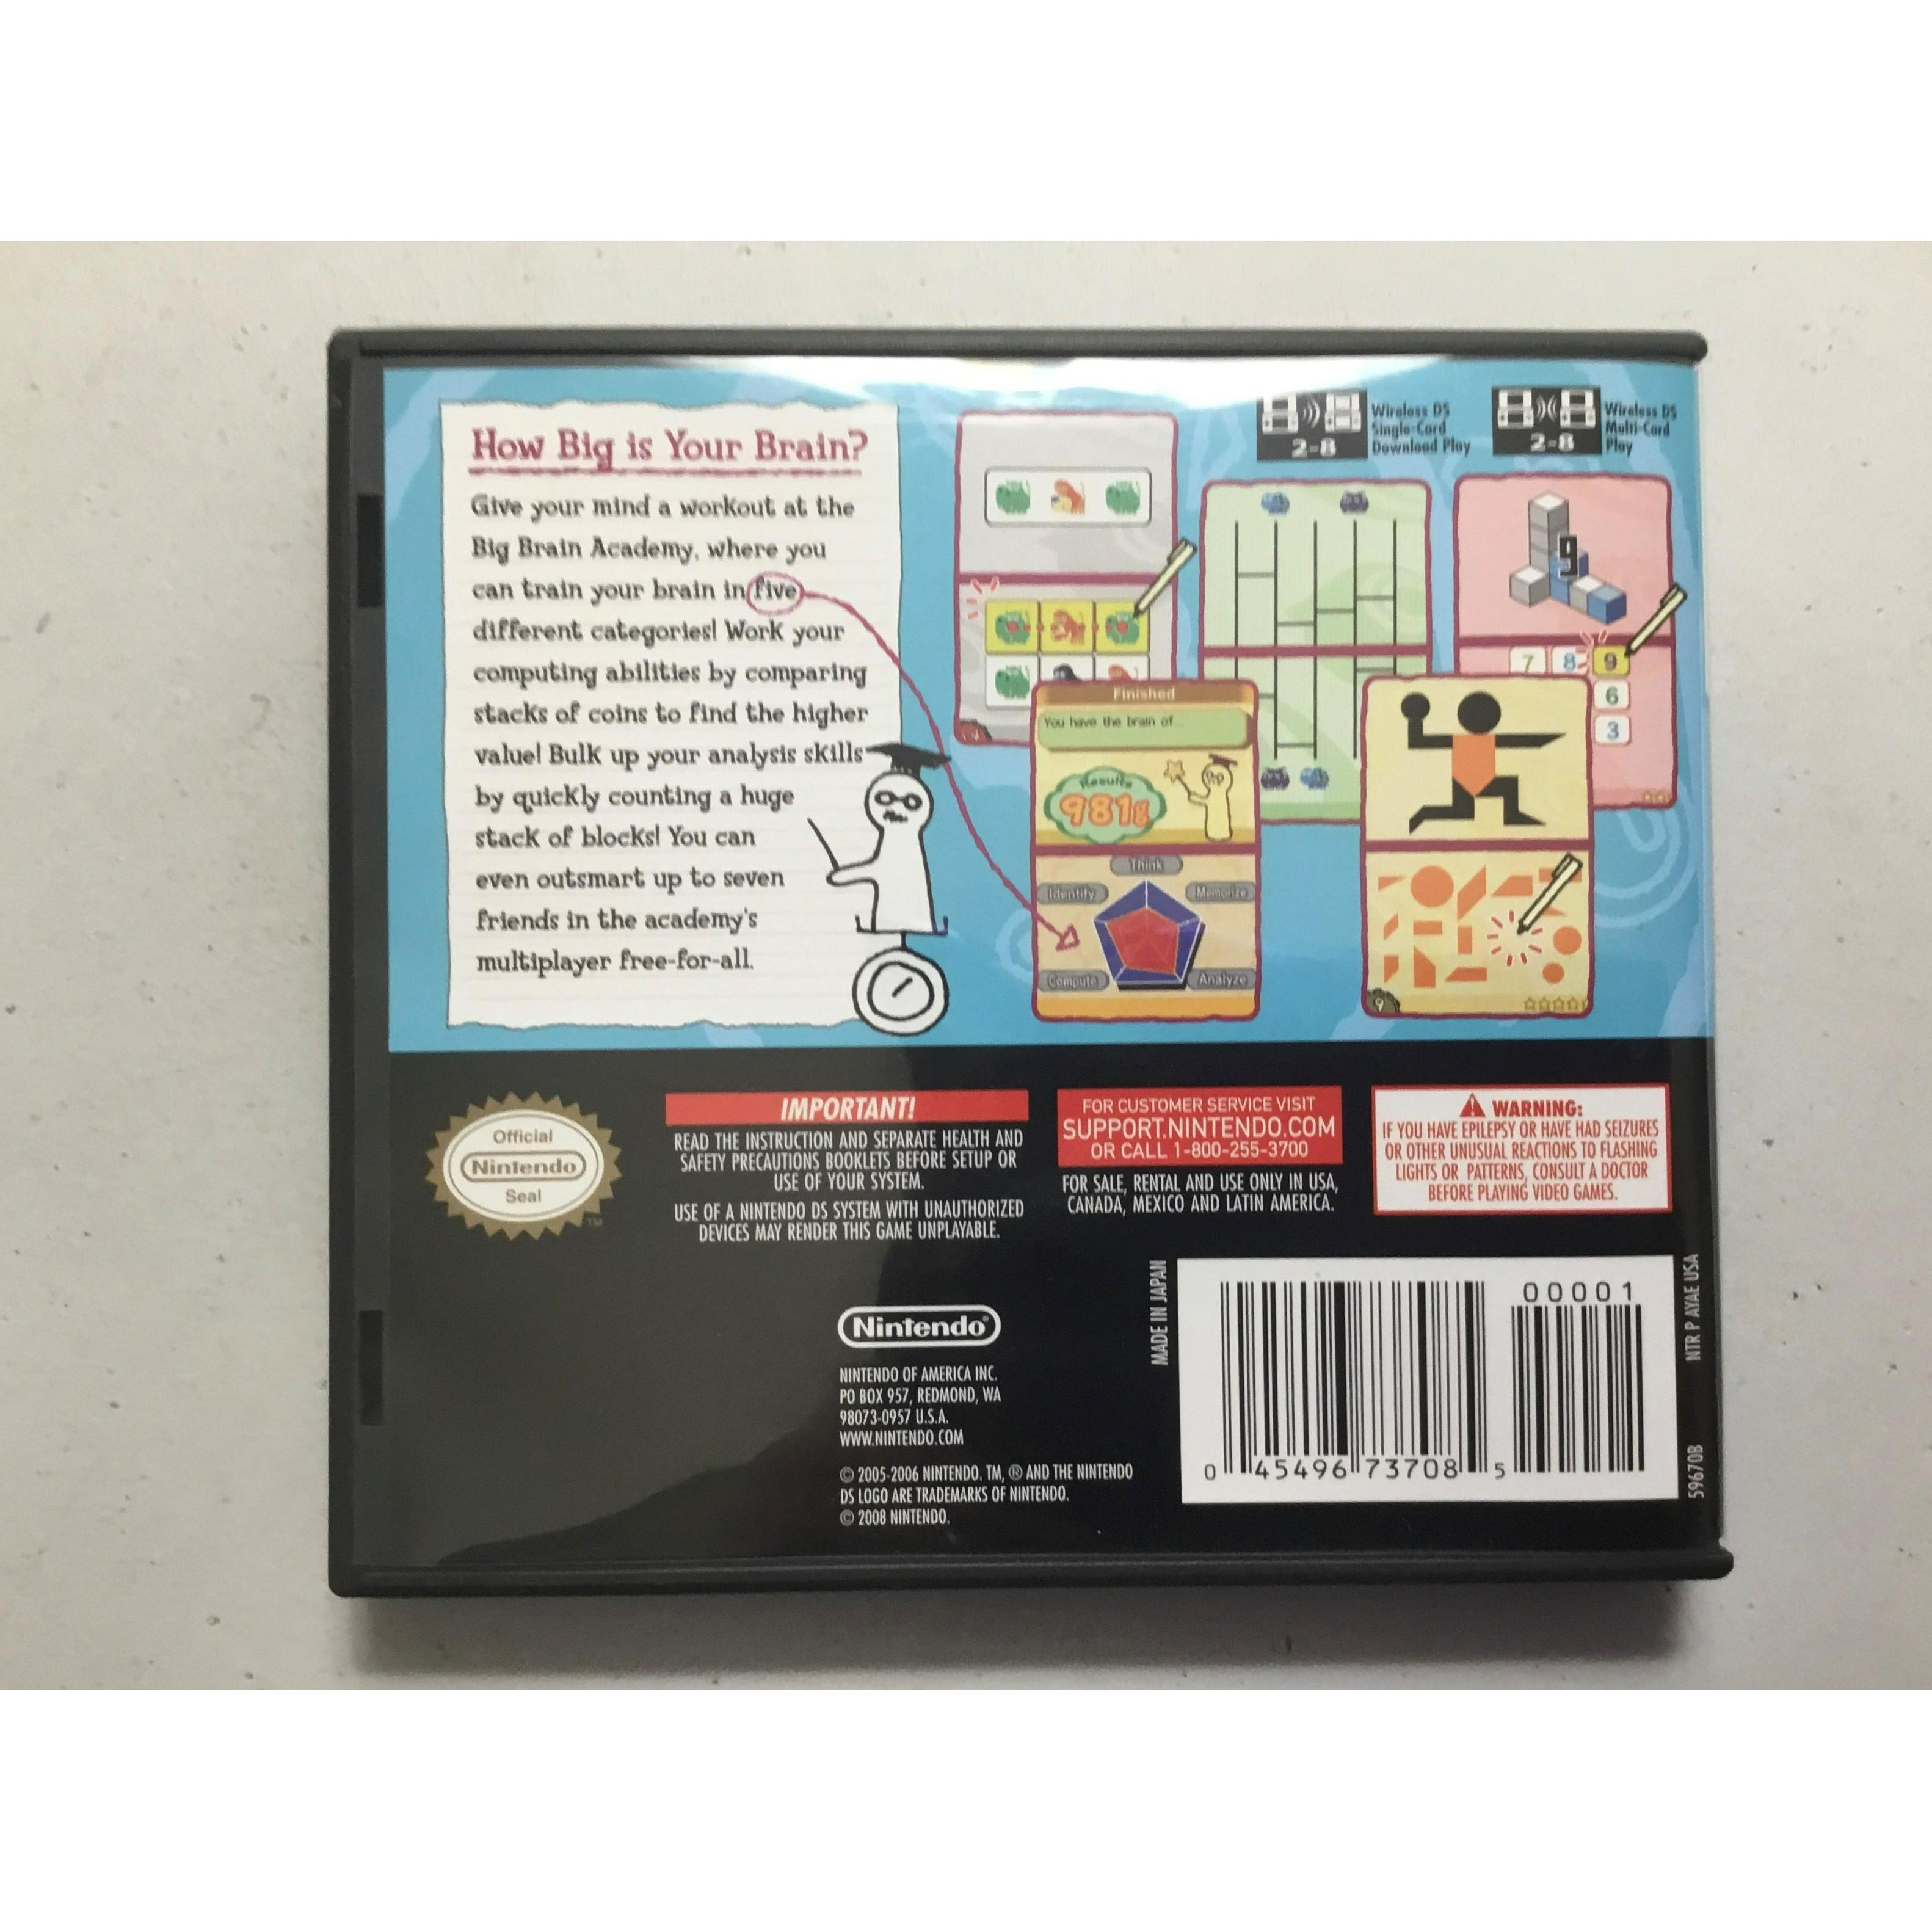 How Big is Your Brain?
Give your mind a workout at the
Big Brain Academy, where you
can train your brain in five
different categories! Work your
computing abilities by comparing
stacks of coins to find the higher
value! Bulk up your analysis skills
by quickly counting a huge
stack of blocks! You can
even outsmart up to seven
friends in the academy's
multiplayer free-for-all.
2-8
Wireless DS
Single-Card
Download Play
2-8
Wireless DS
Multi-Card
Play
9
7 8 9
6
3
Finished
You have the brain of...
Results
981g
Think
Identify
Memorize
Compute
Analyze
9
Official
Nintendo
Seal
TM
IMPORTANT!
READ THE INSTRUCTION AND SEPARATE HEALTH AND
SAFETY PRECAUTIONS BOOKLETS BEFORE SETUP OR
USE OF YOUR SYSTEM.
USE OF A NINTENDO DS SYSTEM WITH UNAUTHORIZED
DEVICES MAY RENDER THIS GAME UNPLAYABLE.
FOR CUSTOMER SERVICE VISIT
SUPPORT.NINTENDO.COM
OR CALL 1-800-255-3700
FOR SALE, RENTAL AND USE ONLY IN USA,
CANADA, MEXICO AND LATIN AMERICA.
WARNING:
IF YOU HAVE EPILEPSY OR HAVE HAD SEIZURES
OR OTHER UNUSUAL REACTIONS TO FLASHING
LIGHTS OR PATTERNS, CONSULT A DOCTOR
BEFORE PLAYING VIDEO GAMES.
Nintendo®
NINTENDO OF AMERICA INC.
PO BOX 957, REDMOND, WA
98073-0957 U.S.A.
WWW.NINTENDO.COM
© 2005-2006 NINTENDO. TM, ® AND THE NINTENDO
DS LOGO ARE TRADEMARKS OF NINTENDO.
© 2008 NINTENDO.
MADE IN JAPAN
00001
0 45496 73708 5
NTR P AYAE USA
59670B